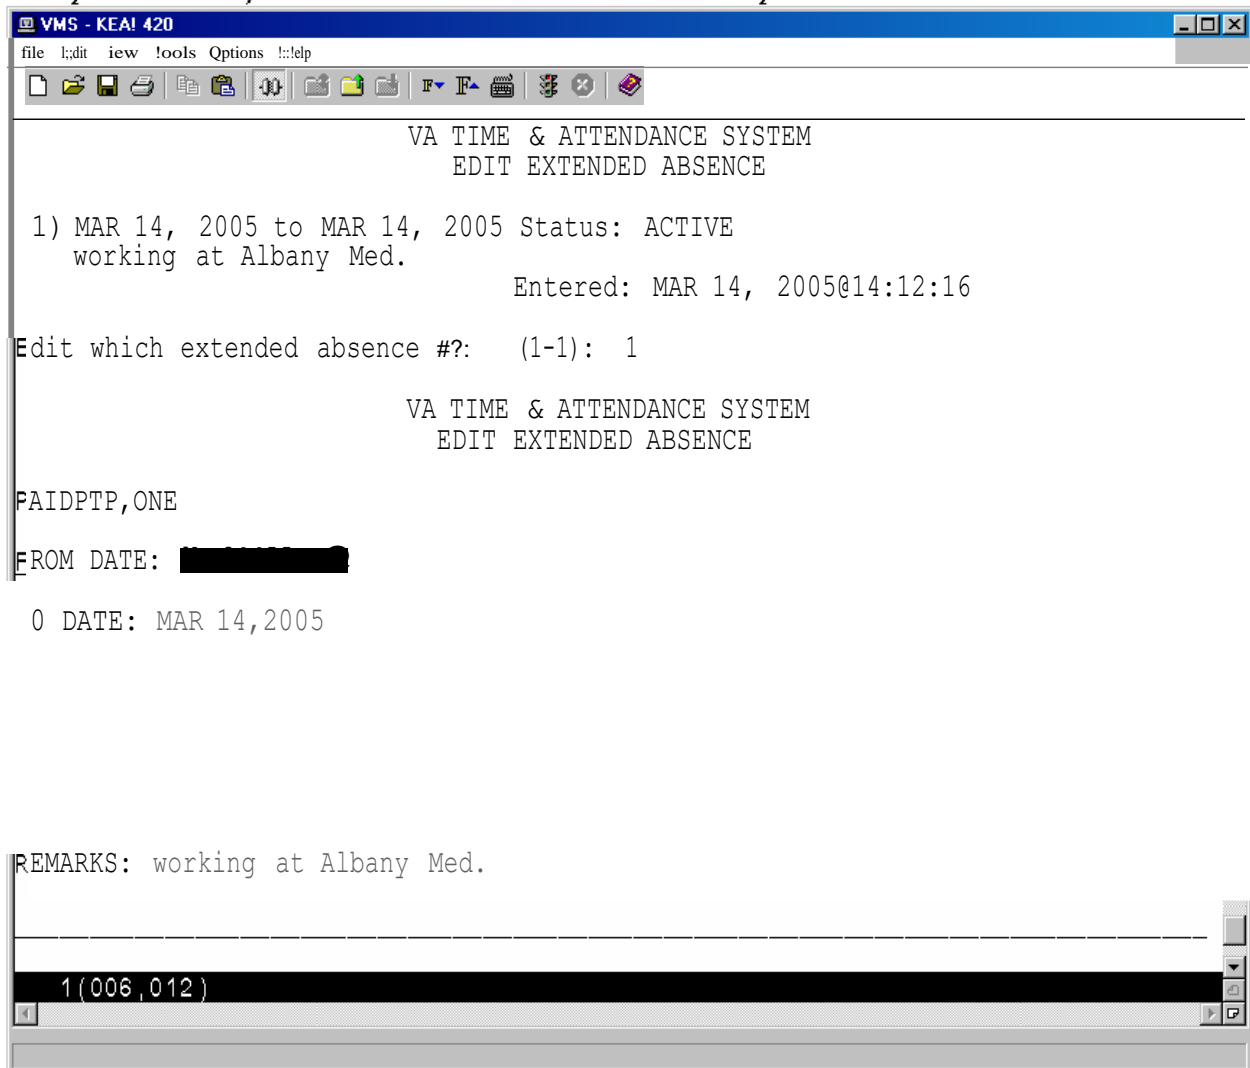 VMS - KEA! 420
file l;;dit iew !ools Options !:::!elp
VA TIME & ATTENDANCE SYSTEM
EDIT EXTENDED ABSENCE
1) MAR 14, 2005 to MAR 14, 2005 Status: ACTIVE
working at Albany Med.
Entered: MAR 14, 2005@14:12:16
Edit which extended absence #?: (1-1): 1
VA TIME & ATTENDANCE SYSTEM
EDIT EXTENDED ABSENCE
PAIDPTP,ONE
FROM DATE:
0 DATE: MAR 14,2005
REMARKS: working at Albany Med.
1(006,012)